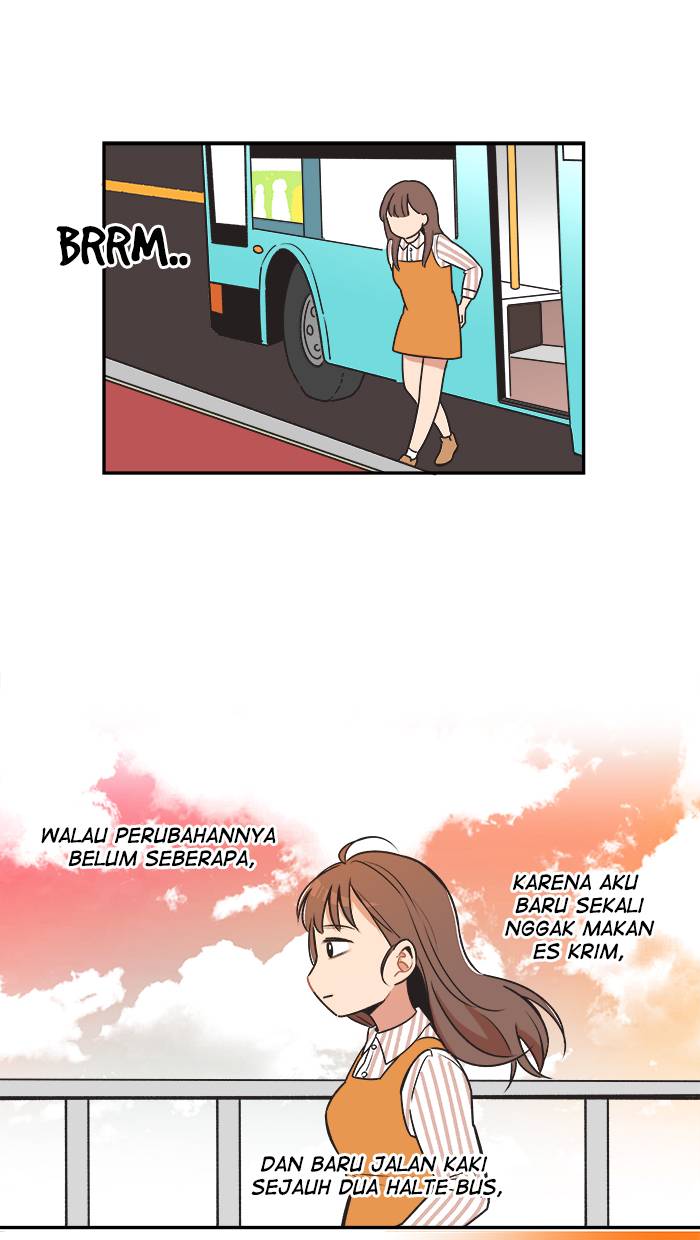 BRRM..
WALAU PERUBAHANNYA
BELUM SEBERAPA,
KARENA AKU
BARU SEKALI
NGGAK MAKAN
ES KRIM,
DAN BARU JALAN KAKI
SEJAUH DUA HALTE BUS,